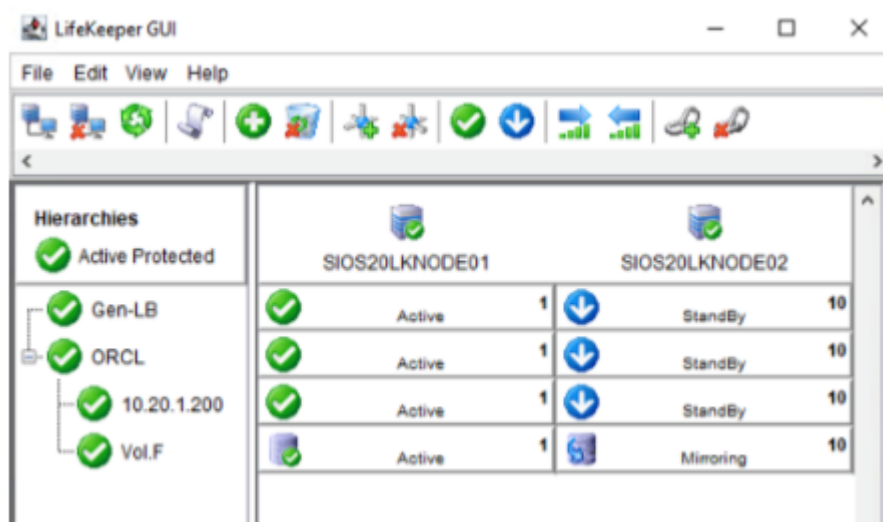 LifeKeeper GUI
File Edit View Help
Hierarchies
Active Protected
SIOS20LKNODE01 SIOS20LKNODE02
Gen-LB Active 1 StandBy 10
ORCL Active 1 StandBy 10
10.20.1.200 Active 1 StandBy 10
Vol.F Active 1 Mirroring 10